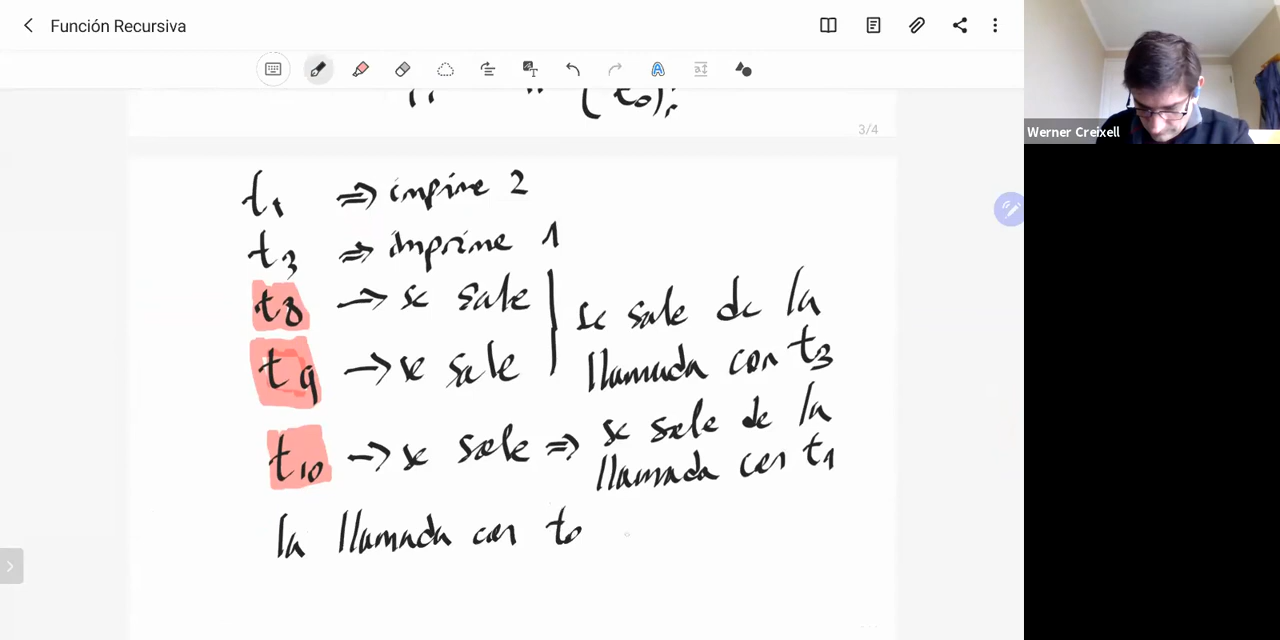 Función Recursiva
(t0);
3/4
Werner Creixell
t1 ⇒ impime 2
t3 ⇒ imprime 1
t8 → se sale
t9 → se sale
se sale de la
llamada con t3
t10 → se sale ⇒ se sale de la
llamada con t1
la llamada con t0